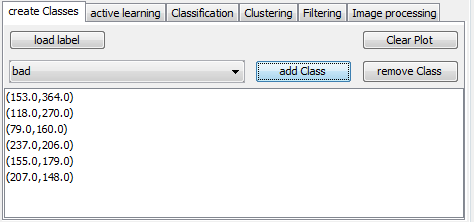 create Classes active learning Classification Clustering Filtering Image processing
load label Clear Plot
bad add Class remove Class
(153.0,364.0)
(118.0,270.0)
(79.0,160.0)
(237.0,206.0)
(155.0,179.0)
(207.0,148.0)